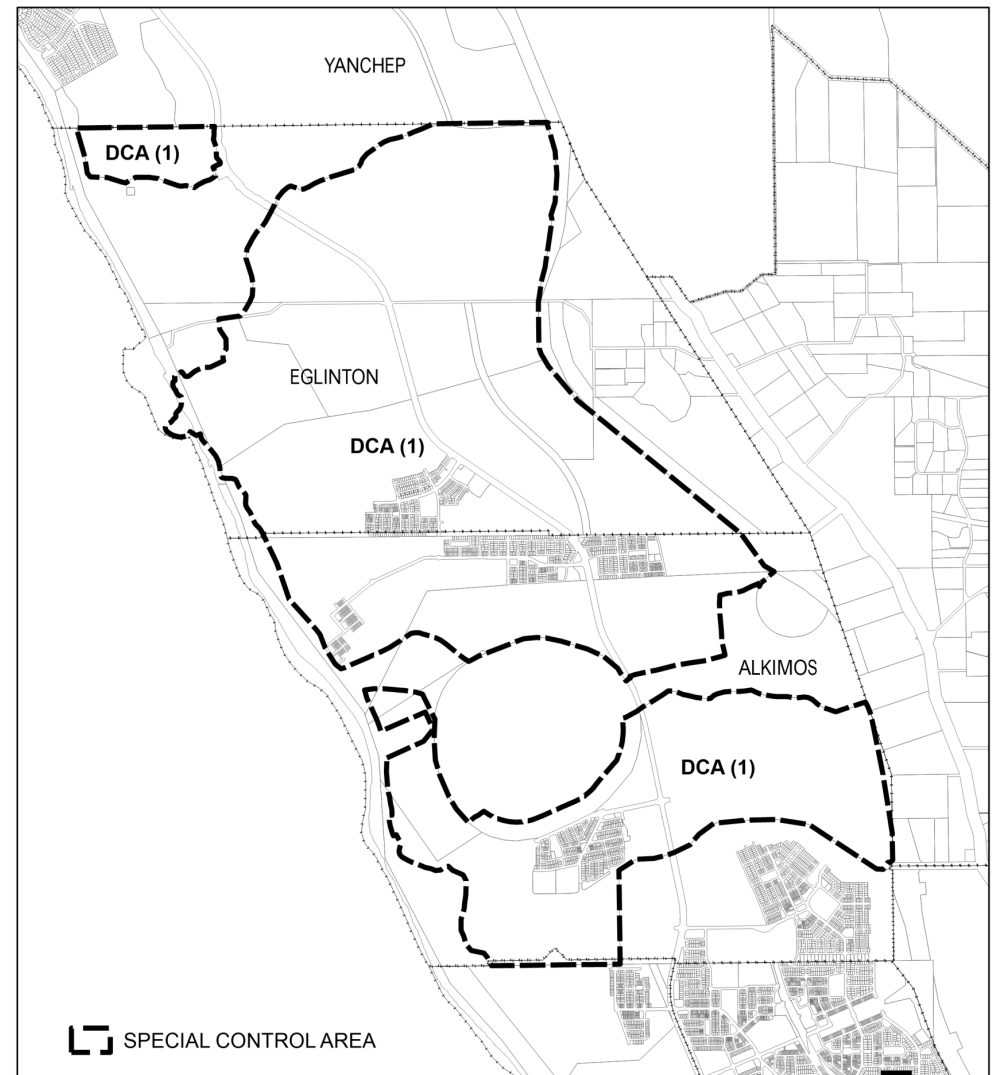 YANCHEP
DCA (1)
EGLINTON
DCA (1)
ALKIMOS
DCA (1)
SPECIAL CONTROL AREA